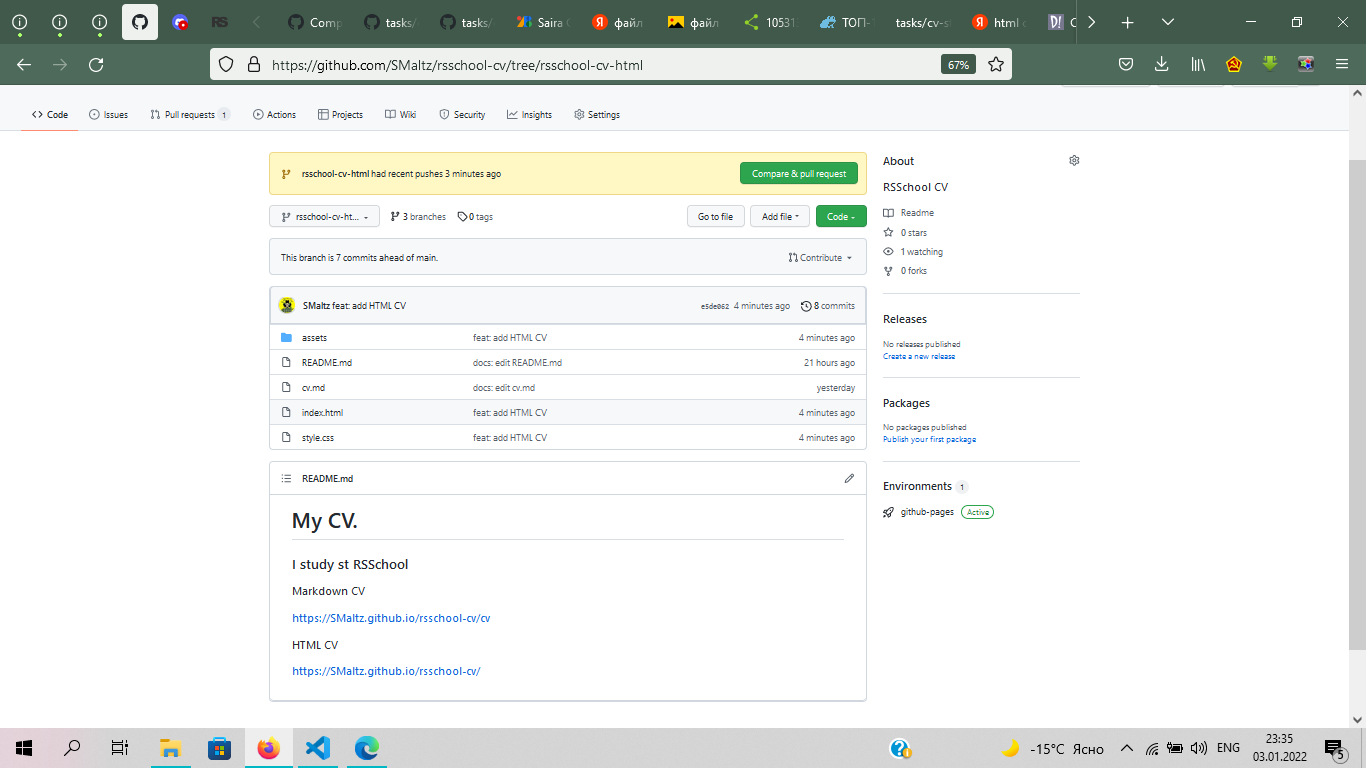 RS
Comp
tasks/
tasks/
Saira
файл
файл
10531
ТОП-
tasks/cv-s
html
https://github.com/SMaltz/rsschool-cv/tree/rsschool-cv-html
67%
Code
Issues
Pull requests 1
Actions
Projects
Wiki
Security
Insights
Settings
rsschool-cv-html had recent pushes 3 minutes ago
Compare & pull request
rsschool-cv-ht...
3 branches
0 tags
Go to file
Add file
Code
This branch is 7 commits ahead of main.
Contribute
SMaltz feat: add HTML CV
e5de062 4 minutes ago
8 commits
assets feat: add HTML CV 4 minutes ago
README.md docs: edit README.md 21 hours ago
cv.md docs: edit cv.md yesterday
index.html feat: add HTML CV 4 minutes ago
style.css feat: add HTML CV 4 minutes ago
README.md
My CV.
I study st RSSchool
Markdown CV
https://SMaltz.github.io/rsschool-cv/cv
HTML CV
https://SMaltz.github.io/rsschool-cv/
About
RSSchool CV
Readme
0 stars
1 watching
0 forks
Releases
No releases published
Create a new release
Packages
No packages published
Publish your first package
Environments 1
github-pages Active
-15°C Ясно
ENG
23:35
03.01.2022
5